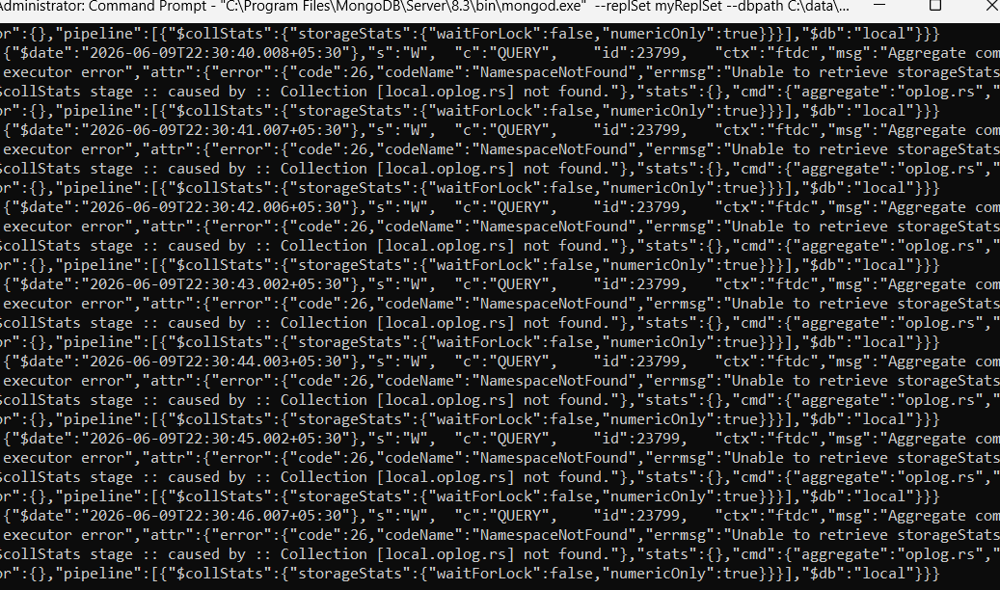 Administrator: Command Prompt - "C:\Program Files\MongoDB\Server\8.3\bin\mongod.exe" --replSet myReplSet --dbpath C:\data\...
or":{},"pipeline":[{"$collStats":{"storageStats":{"waitForLock":false,"numericOnly":true}}}],"$db":"local"}}}
{"$date":"2026-06-09T22:30:40.008+05:30"},"s":"W", "c":"QUERY", "id":23799, "ctx":"ftdc","msg":"Aggregate com
executor error","attr":{"error":{"code":26,"codeName":"NamespaceNotFound","errmsg":"Unable to retrieve storageStats
$collStats stage :: caused by :: Collection [local.oplog.rs] not found."},"stats":{},"cmd":{"aggregate":"oplog.rs","
or":{},"pipeline":[{"$collStats":{"storageStats":{"waitForLock":false,"numericOnly":true}}}],"$db":"local"}}}
{"$date":"2026-06-09T22:30:41.007+05:30"},"s":"W", "c":"QUERY", "id":23799, "ctx":"ftdc","msg":"Aggregate com
executor error","attr":{"error":{"code":26,"codeName":"NamespaceNotFound","errmsg":"Unable to retrieve storageStats
$collStats stage :: caused by :: Collection [local.oplog.rs] not found."},"stats":{},"cmd":{"aggregate":"oplog.rs","
or":{},"pipeline":[{"$collStats":{"storageStats":{"waitForLock":false,"numericOnly":true}}}],"$db":"local"}}}
{"$date":"2026-06-09T22:30:42.006+05:30"},"s":"W", "c":"QUERY", "id":23799, "ctx":"ftdc","msg":"Aggregate com
executor error","attr":{"error":{"code":26,"codeName":"NamespaceNotFound","errmsg":"Unable to retrieve storageStats
$collStats stage :: caused by :: Collection [local.oplog.rs] not found."},"stats":{},"cmd":{"aggregate":"oplog.rs","
or":{},"pipeline":[{"$collStats":{"storageStats":{"waitForLock":false,"numericOnly":true}}}],"$db":"local"}}}
{"$date":"2026-06-09T22:30:43.002+05:30"},"s":"W", "c":"QUERY", "id":23799, "ctx":"ftdc","msg":"Aggregate com
executor error","attr":{"error":{"code":26,"codeName":"NamespaceNotFound","errmsg":"Unable to retrieve storageStats
$collStats stage :: caused by :: Collection [local.oplog.rs] not found."},"stats":{},"cmd":{"aggregate":"oplog.rs","
or":{},"pipeline":[{"$collStats":{"storageStats":{"waitForLock":false,"numericOnly":true}}}],"$db":"local"}}}
{"$date":"2026-06-09T22:30:44.003+05:30"},"s":"W", "c":"QUERY", "id":23799, "ctx":"ftdc","msg":"Aggregate com
executor error","attr":{"error":{"code":26,"codeName":"NamespaceNotFound","errmsg":"Unable to retrieve storageStats
$collStats stage :: caused by :: Collection [local.oplog.rs] not found."},"stats":{},"cmd":{"aggregate":"oplog.rs","
or":{},"pipeline":[{"$collStats":{"storageStats":{"waitForLock":false,"numericOnly":true}}}],"$db":"local"}}}
{"$date":"2026-06-09T22:30:45.002+05:30"},"s":"W", "c":"QUERY", "id":23799, "ctx":"ftdc","msg":"Aggregate com
executor error","attr":{"error":{"code":26,"codeName":"NamespaceNotFound","errmsg":"Unable to retrieve storageStats
$collStats stage :: caused by :: Collection [local.oplog.rs] not found."},"stats":{},"cmd":{"aggregate":"oplog.rs","
or":{},"pipeline":[{"$collStats":{"storageStats":{"waitForLock":false,"numericOnly":true}}}],"$db":"local"}}}
{"$date":"2026-06-09T22:30:46.007+05:30"},"s":"W", "c":"QUERY", "id":23799, "ctx":"ftdc","msg":"Aggregate com
executor error","attr":{"error":{"code":26,"codeName":"NamespaceNotFound","errmsg":"Unable to retrieve storageStats
$collStats stage :: caused by :: Collection [local.oplog.rs] not found."},"stats":{},"cmd":{"aggregate":"oplog.rs","
or":{},"pipeline":[{"$collStats":{"storageStats":{"waitForLock":false,"numericOnly":true}}}],"$db":"local"}}}